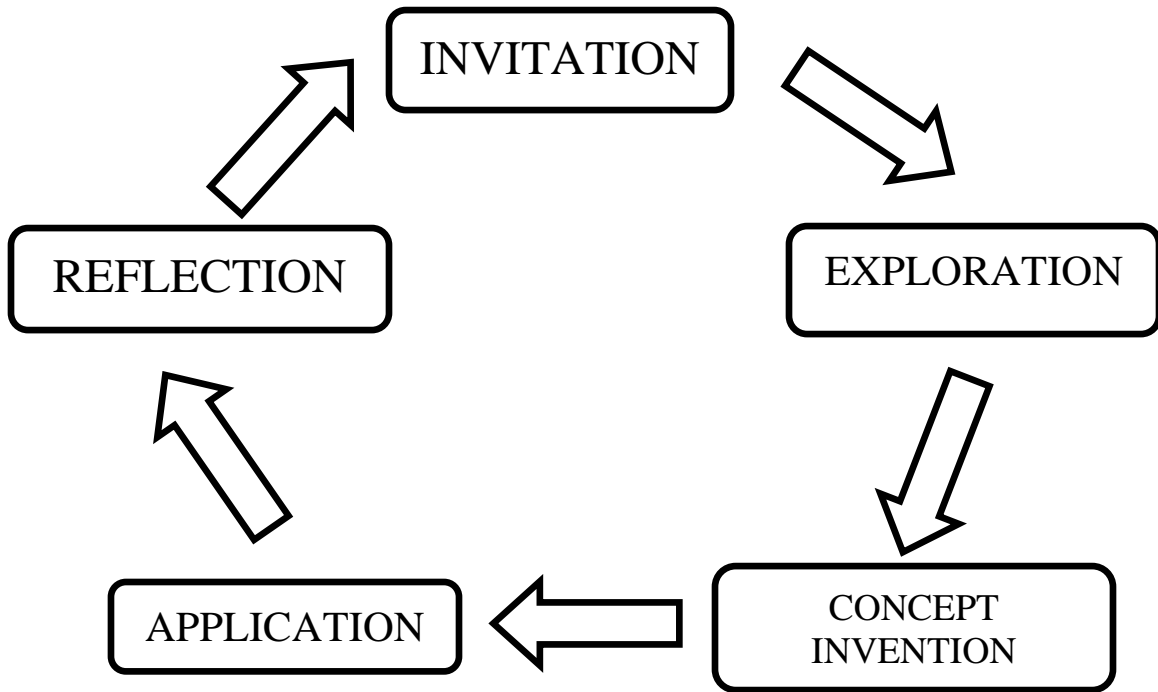 INVITATION
EXPLORATION
CONCEPT
INVENTION
APPLICATION
REFLECTION